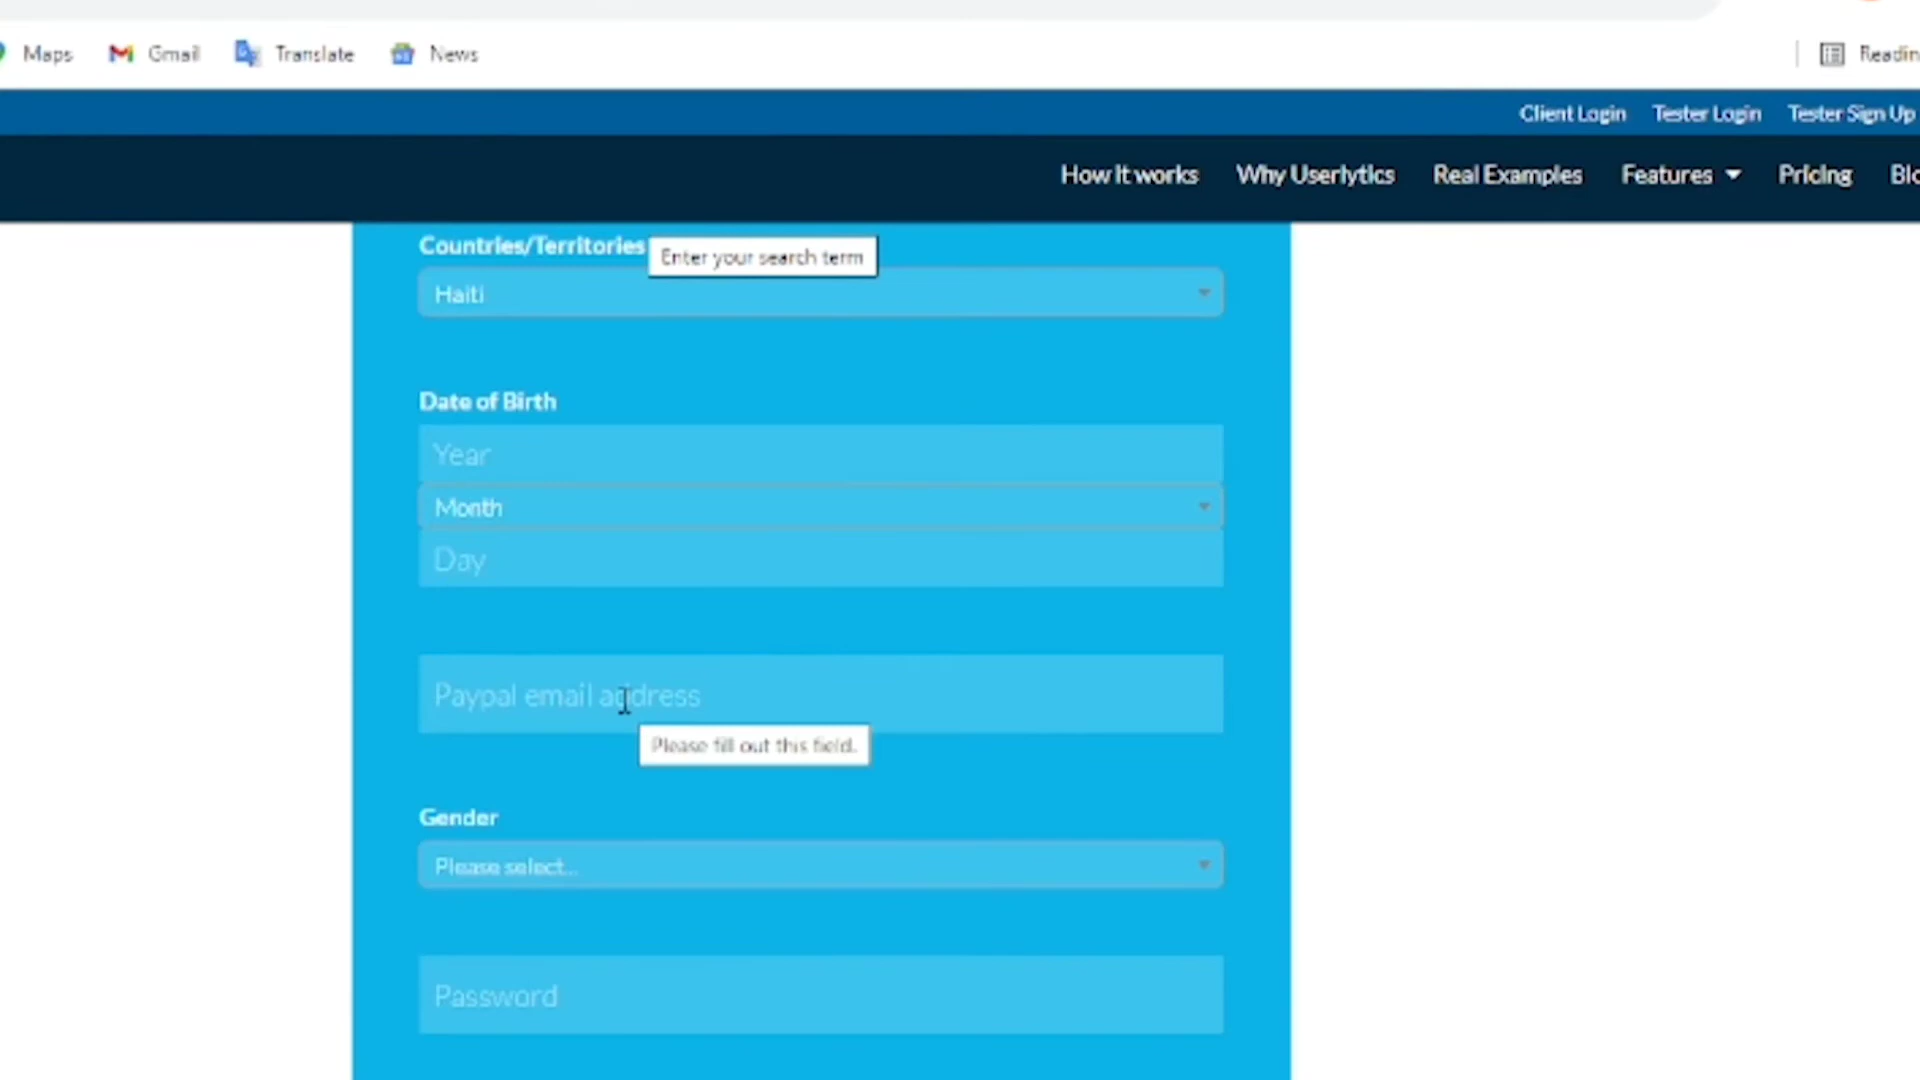 Maps Gmail Translate News
Client Login Tester Login Tester Sign Up
How it works Why Userlytics Real Examples Features Pricing
Countries/Territories
Enter your search term
Haiti
Date of Birth
Year
Month
Day
Paypal email address
Please fill out this field.
Gender
Please select...
Password